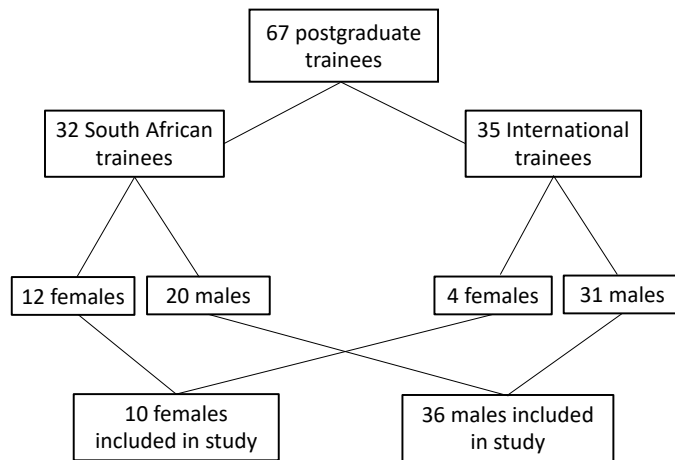 67 postgraduate
trainees
32 South African
trainees
35 International
trainees
12 females
20 males
4 females
31 males
10 females
included in study
36 males included
in study